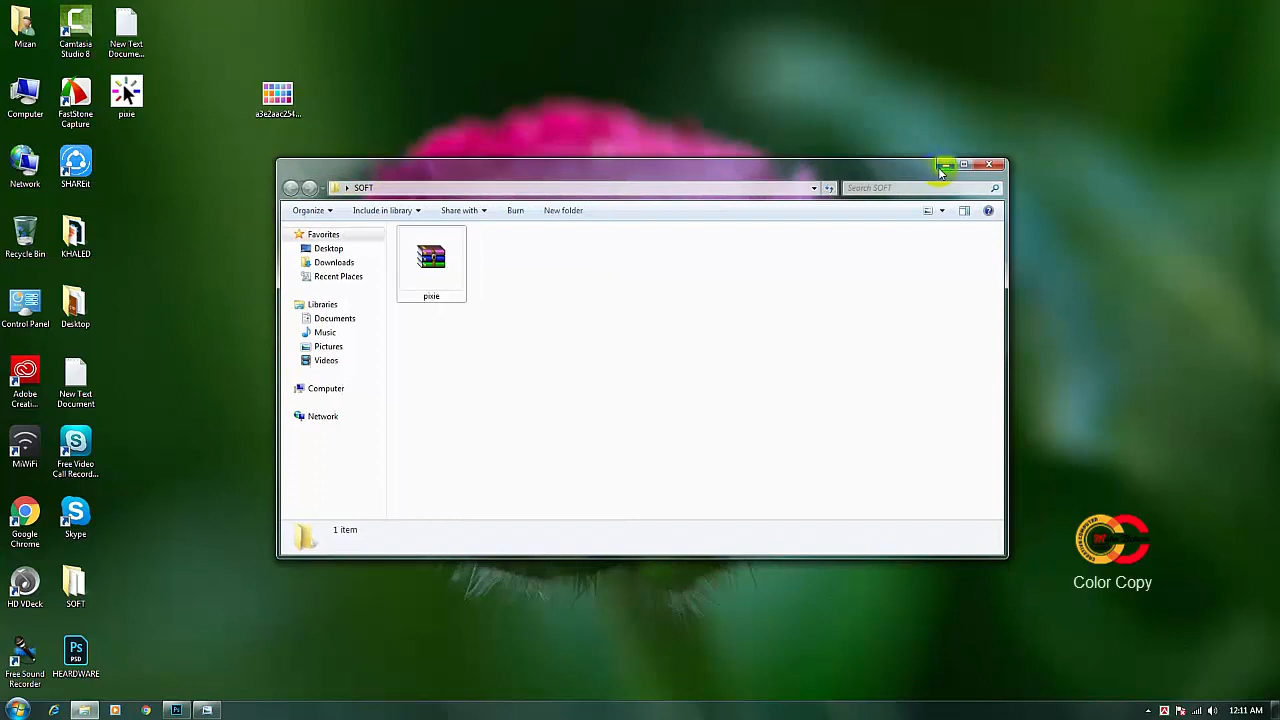 Mizan
Camtasia
Studio 8
New Text
Docume...
Computer
FastStone
Capture
pixie
a3e2aac254...
Network
SHAREit
Recycle Bin
KHALED
Control Panel
Desktop
Adobe
Creati...
New Text
Document
MiWiFi
Free Video
Call Record...
Google
Chrome
Skype
HD VDeck
SOFT
Free Sound
Recorder
Ps
PSD
HEARDWARE
SOFT
Search SOFT
Organize
Include in library
Share with
Burn
New folder
Favorites
Desktop
Downloads
Recent Places
Libraries
Documents
Music
Pictures
Videos
Computer
Network
pixie
1 item
Color Copy
12:11 AM